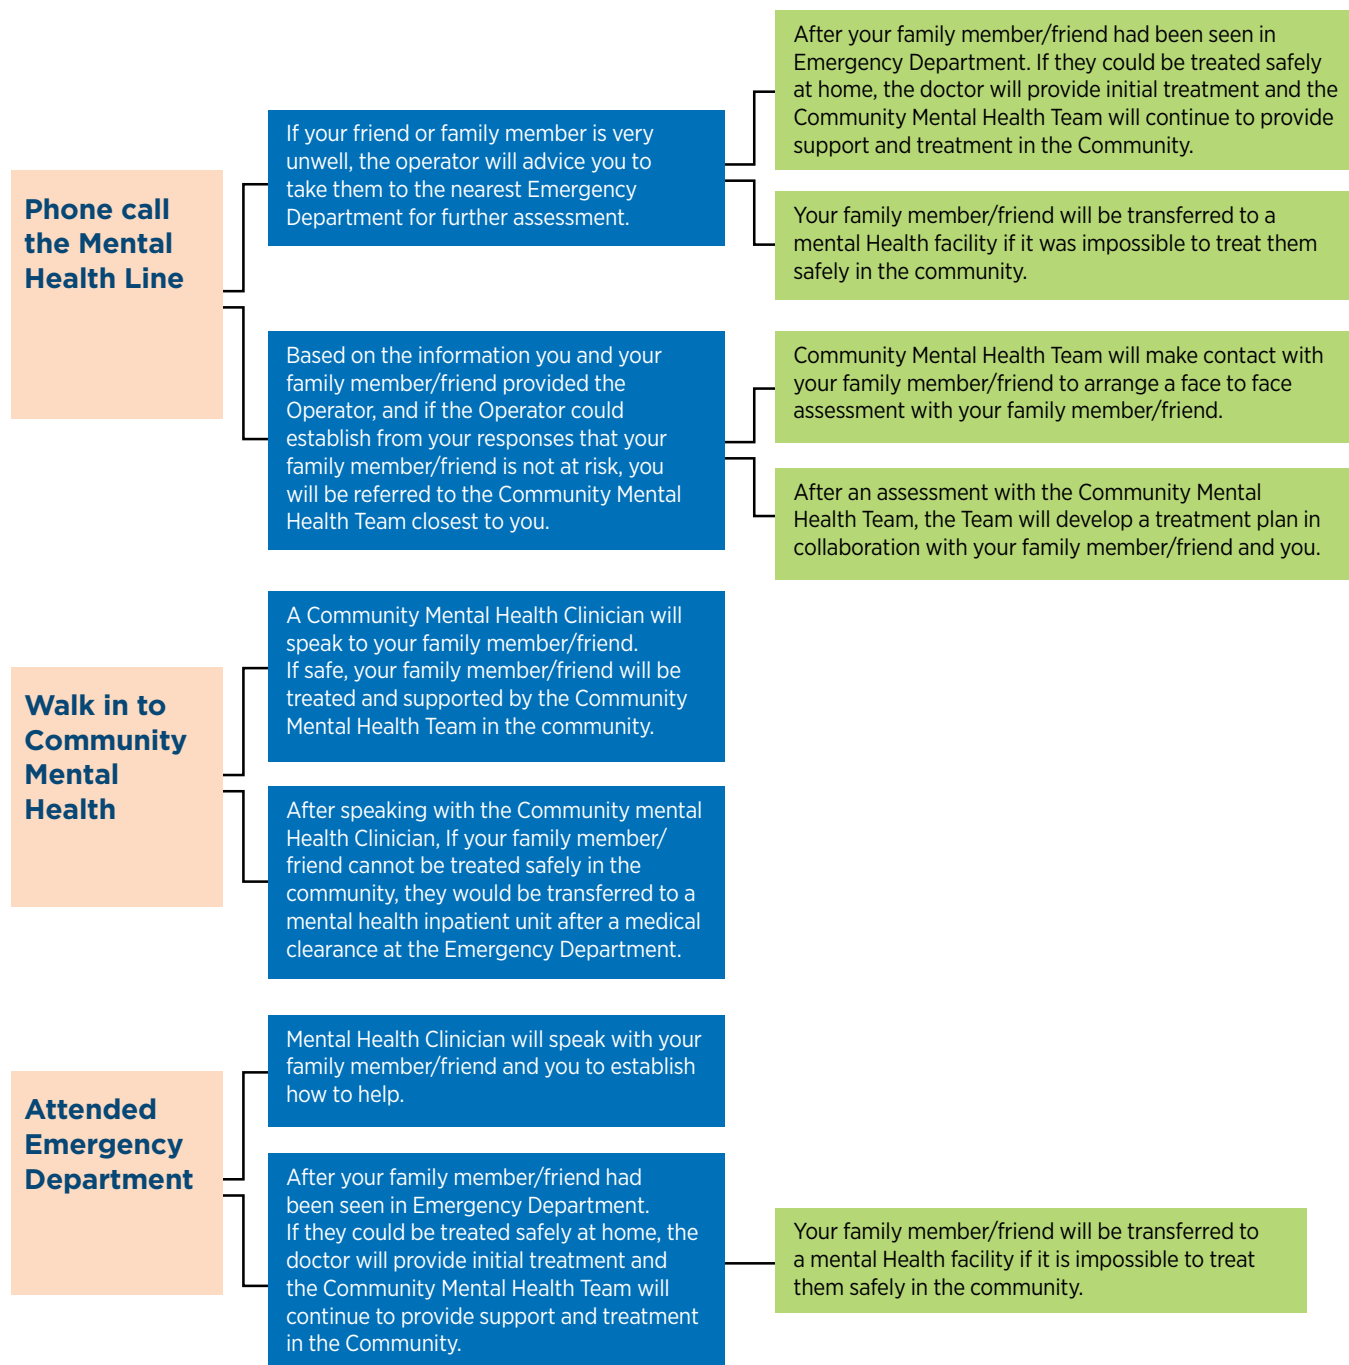 Phone call
the Mental
Health Line
If your friend or family member is very
unwell, the operator will advice you to
take them to the nearest Emergency
Department for further assessment.
After your family member/friend had been seen in
Emergency Department. If they could be treated safely
at home, the doctor will provide initial treatment and the
Community Mental Health Team will continue to provide
support and treatment in the Community.
Your family member/friend will be transferred to a
mental Health facility if it was impossible to treat them
safely in the community.
Based on the information you and your
family member/friend provided the
Operator, and if the Operator could
establish from your responses that your
family member/friend is not at risk, you
will be referred to the Community Mental
Health Team closest to you.
Community Mental Health Team will make contact with
your family member/friend to arrange a face to face
assessment with your family member/friend.
After an assessment with the Community Mental
Health Team, the Team will develop a treatment plan in
collaboration with your family member/friend and you.
Walk in to
Community
Mental
Health
A Community Mental Health Clinician will
speak to your family member/friend.
If safe, your family member/friend will be
treated and supported by the Community
Mental Health Team in the community.
After speaking with the Community mental
Health Clinician, If your family member/
friend cannot be treated safely in the
community, they would be transferred to a
mental health inpatient unit after a medical
clearance at the Emergency Department.
Attended
Emergency
Department
Mental Health Clinician will speak with your
family member/friend and you to establish
how to help.
After your family member/friend had
been seen in Emergency Department.
If they could be treated safely at home, the
doctor will provide initial treatment and
the Community Mental Health Team will
continue to provide support and treatment
in the Community.
Your family member/friend will be transferred to
a mental Health facility if it is impossible to treat
them safely in the community.